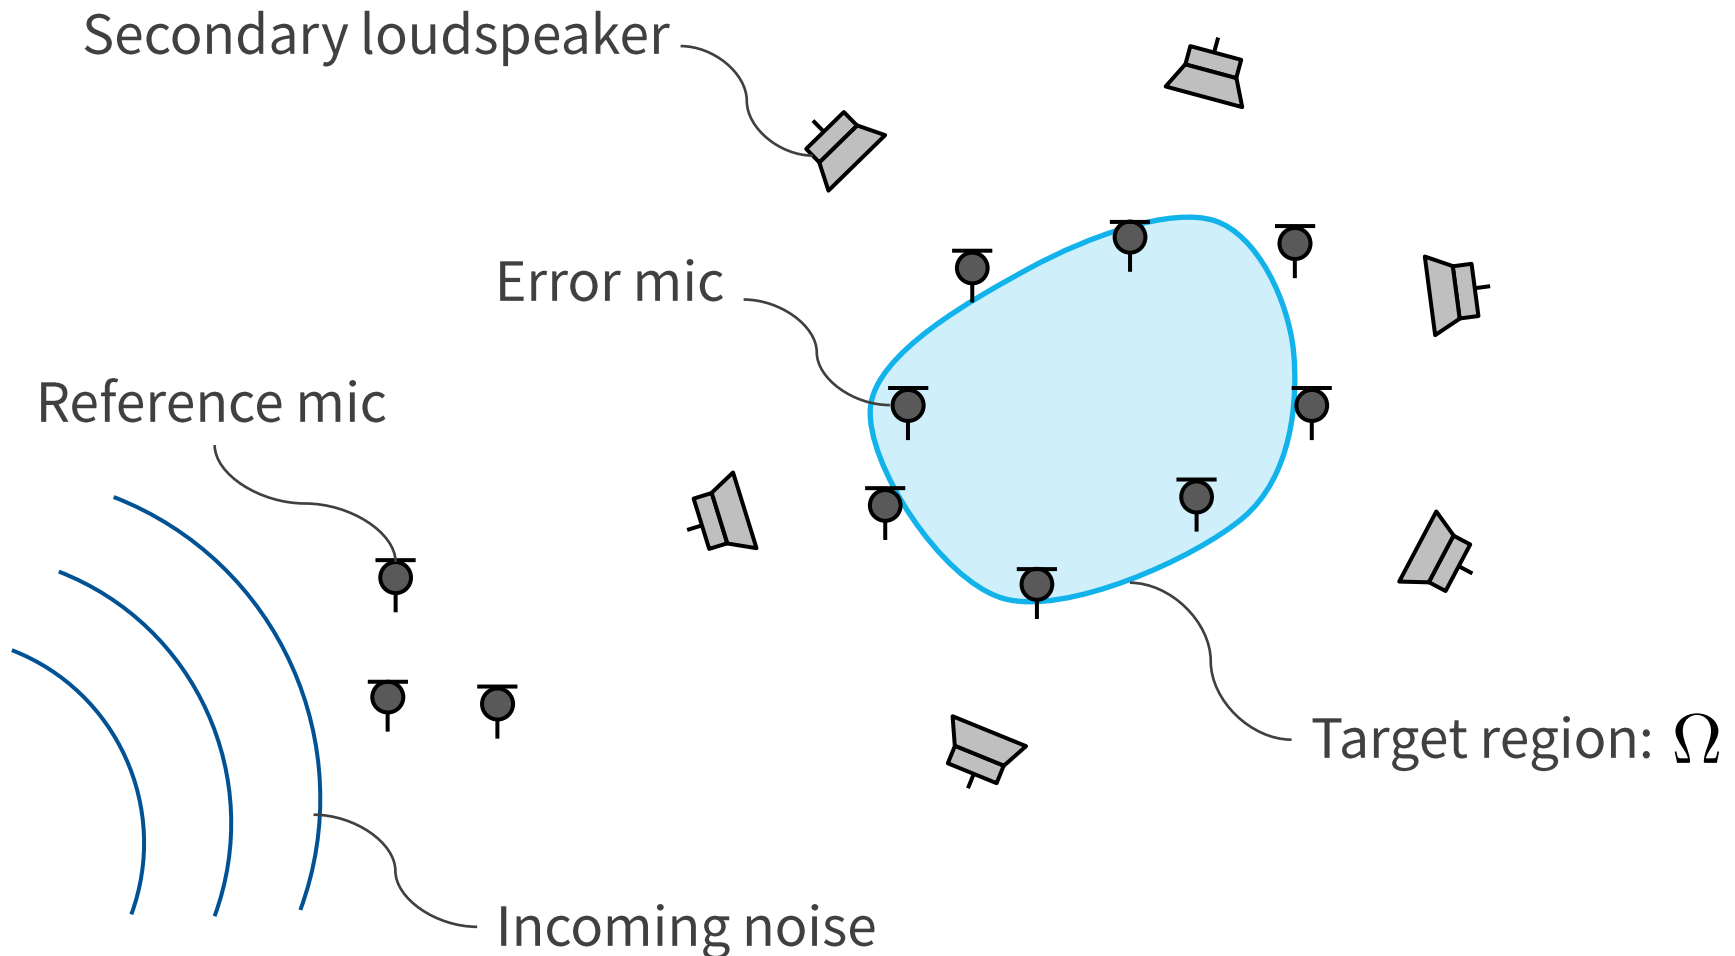 Secondary loudspeaker
Error mic
Reference mic
Target region: Ω
Incoming noise